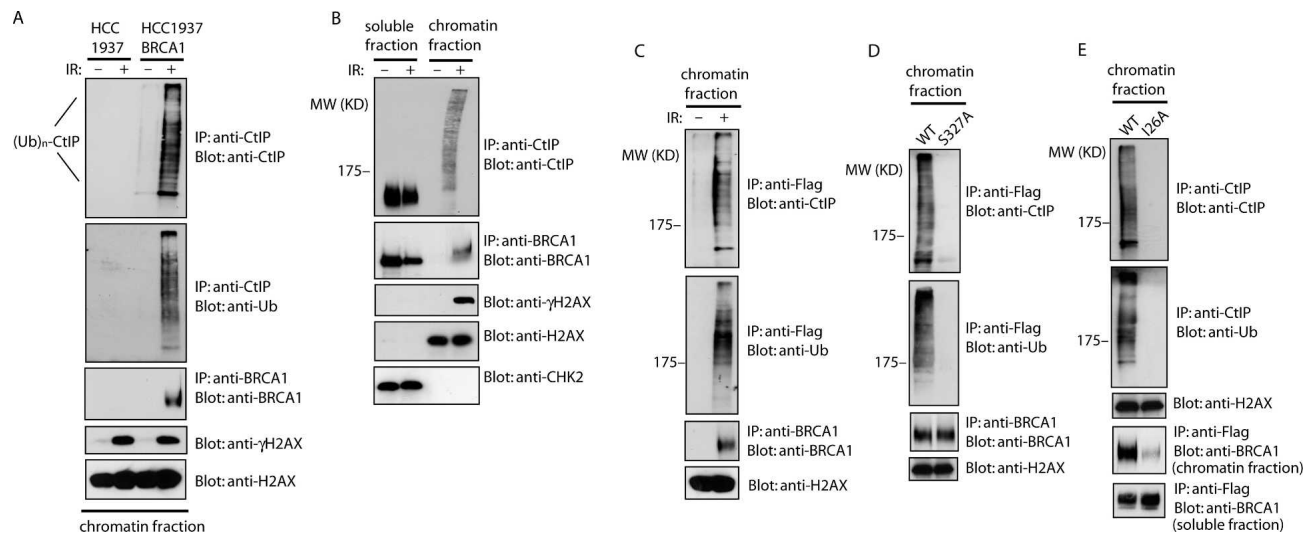 A
HCC
1937
HCC1937
BRCA1
IR: – + – +
(Ub)n-CtIP
IP: anti-CtIP
Blot: anti-CtIP
IP: anti-CtIP
Blot: anti-Ub
IP: anti-BRCA1
Blot: anti-BRCA1
Blot: anti-γH2AX
Blot: anti-H2AX
chromatin fraction
B
soluble
fraction
chromatin
fraction
IR: – + – +
MW (KD)
175–
IP: anti-CtIP
Blot: anti-CtIP
IP: anti-BRCA1
Blot: anti-BRCA1
Blot: anti-γH2AX
Blot: anti-H2AX
Blot: anti-CHK2
C
chromatin
fraction
IR: – +
MW (KD)
175–
IP: anti-Flag
Blot: anti-CtIP
175–
IP: anti-Flag
Blot: anti-Ub
IP: anti-BRCA1
Blot: anti-BRCA1
Blot: anti-H2AX
D
chromatin
fraction
WT S327A
MW (KD)
175–
IP: anti-Flag
Blot: anti-CtIP
175–
IP: anti-Flag
Blot: anti-Ub
IP: anti-BRCA1
Blot: anti-BRCA1
Blot: anti-H2AX
E
chromatin
fraction
WT I26A
MW (KD)
175–
IP: anti-CtIP
Blot: anti-CtIP
175–
IP: anti-CtIP
Blot: anti-Ub
Blot: anti-H2AX
IP: anti-Flag
Blot: anti-BRCA1
(chromatin fraction)
IP: anti-Flag
Blot: anti-BRCA1
(soluble fraction)